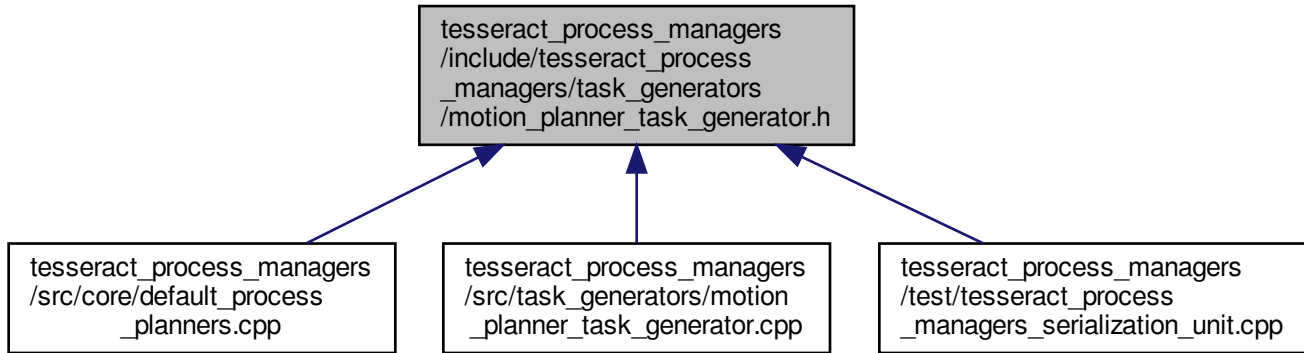 tesseract_process_managers
/include/tesseract_process
_managers/task_generators
/motion_planner_task_generator.h
tesseract_process_managers
/src/core/default_process
_planners.cpp
tesseract_process_managers
/src/task_generators/motion
_planner_task_generator.cpp
tesseract_process_managers
/test/tesseract_process
_managers_serialization_unit.cpp